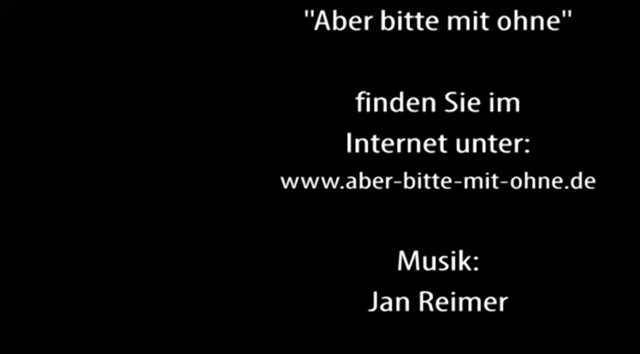 "Aber bitte mit ohne"
finden Sie im
Internet unter:
www.aber-bitte-mit-ohne.de
Musik:
Jan Reimer